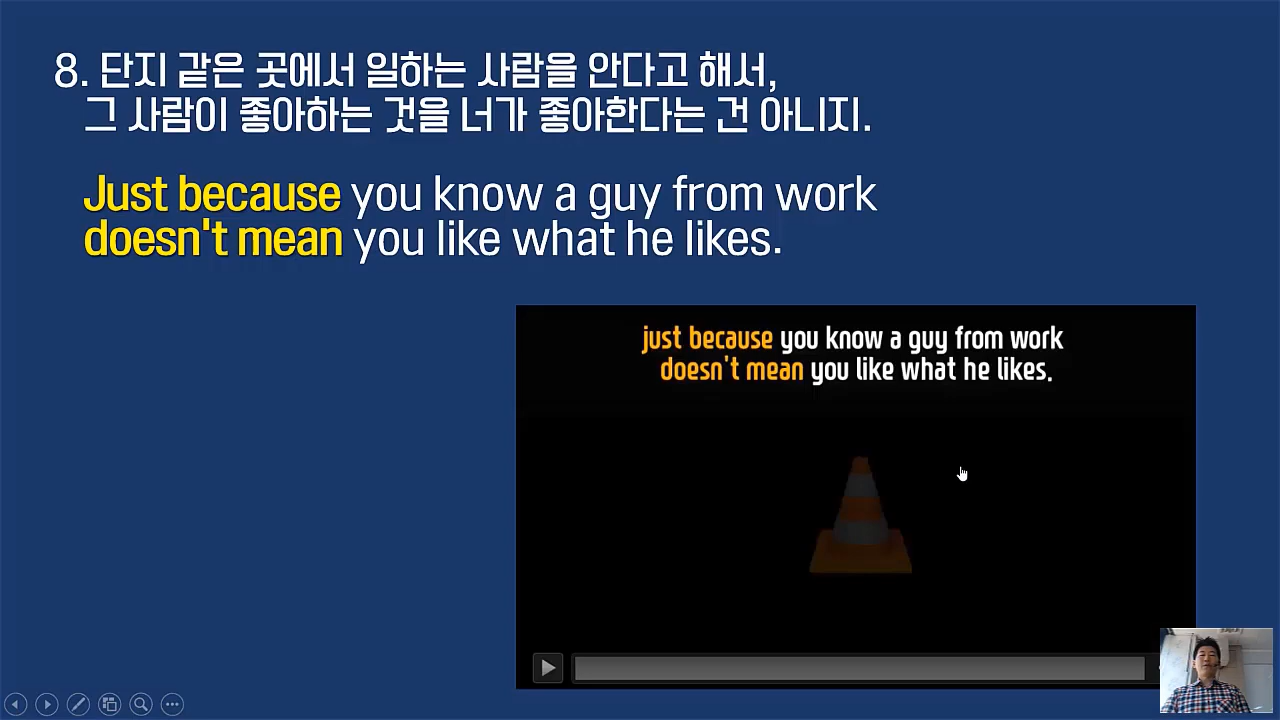 8. 단지 같은 곳에서 일하는 사람을 안다고 해서,
그 사람이 좋아하는 것을 너가 좋아한다는 건 아니지.
Just because you know a guy from work
doesn't mean you like what he likes.
just because you know a guy from work
doesn't mean you like what he likes.